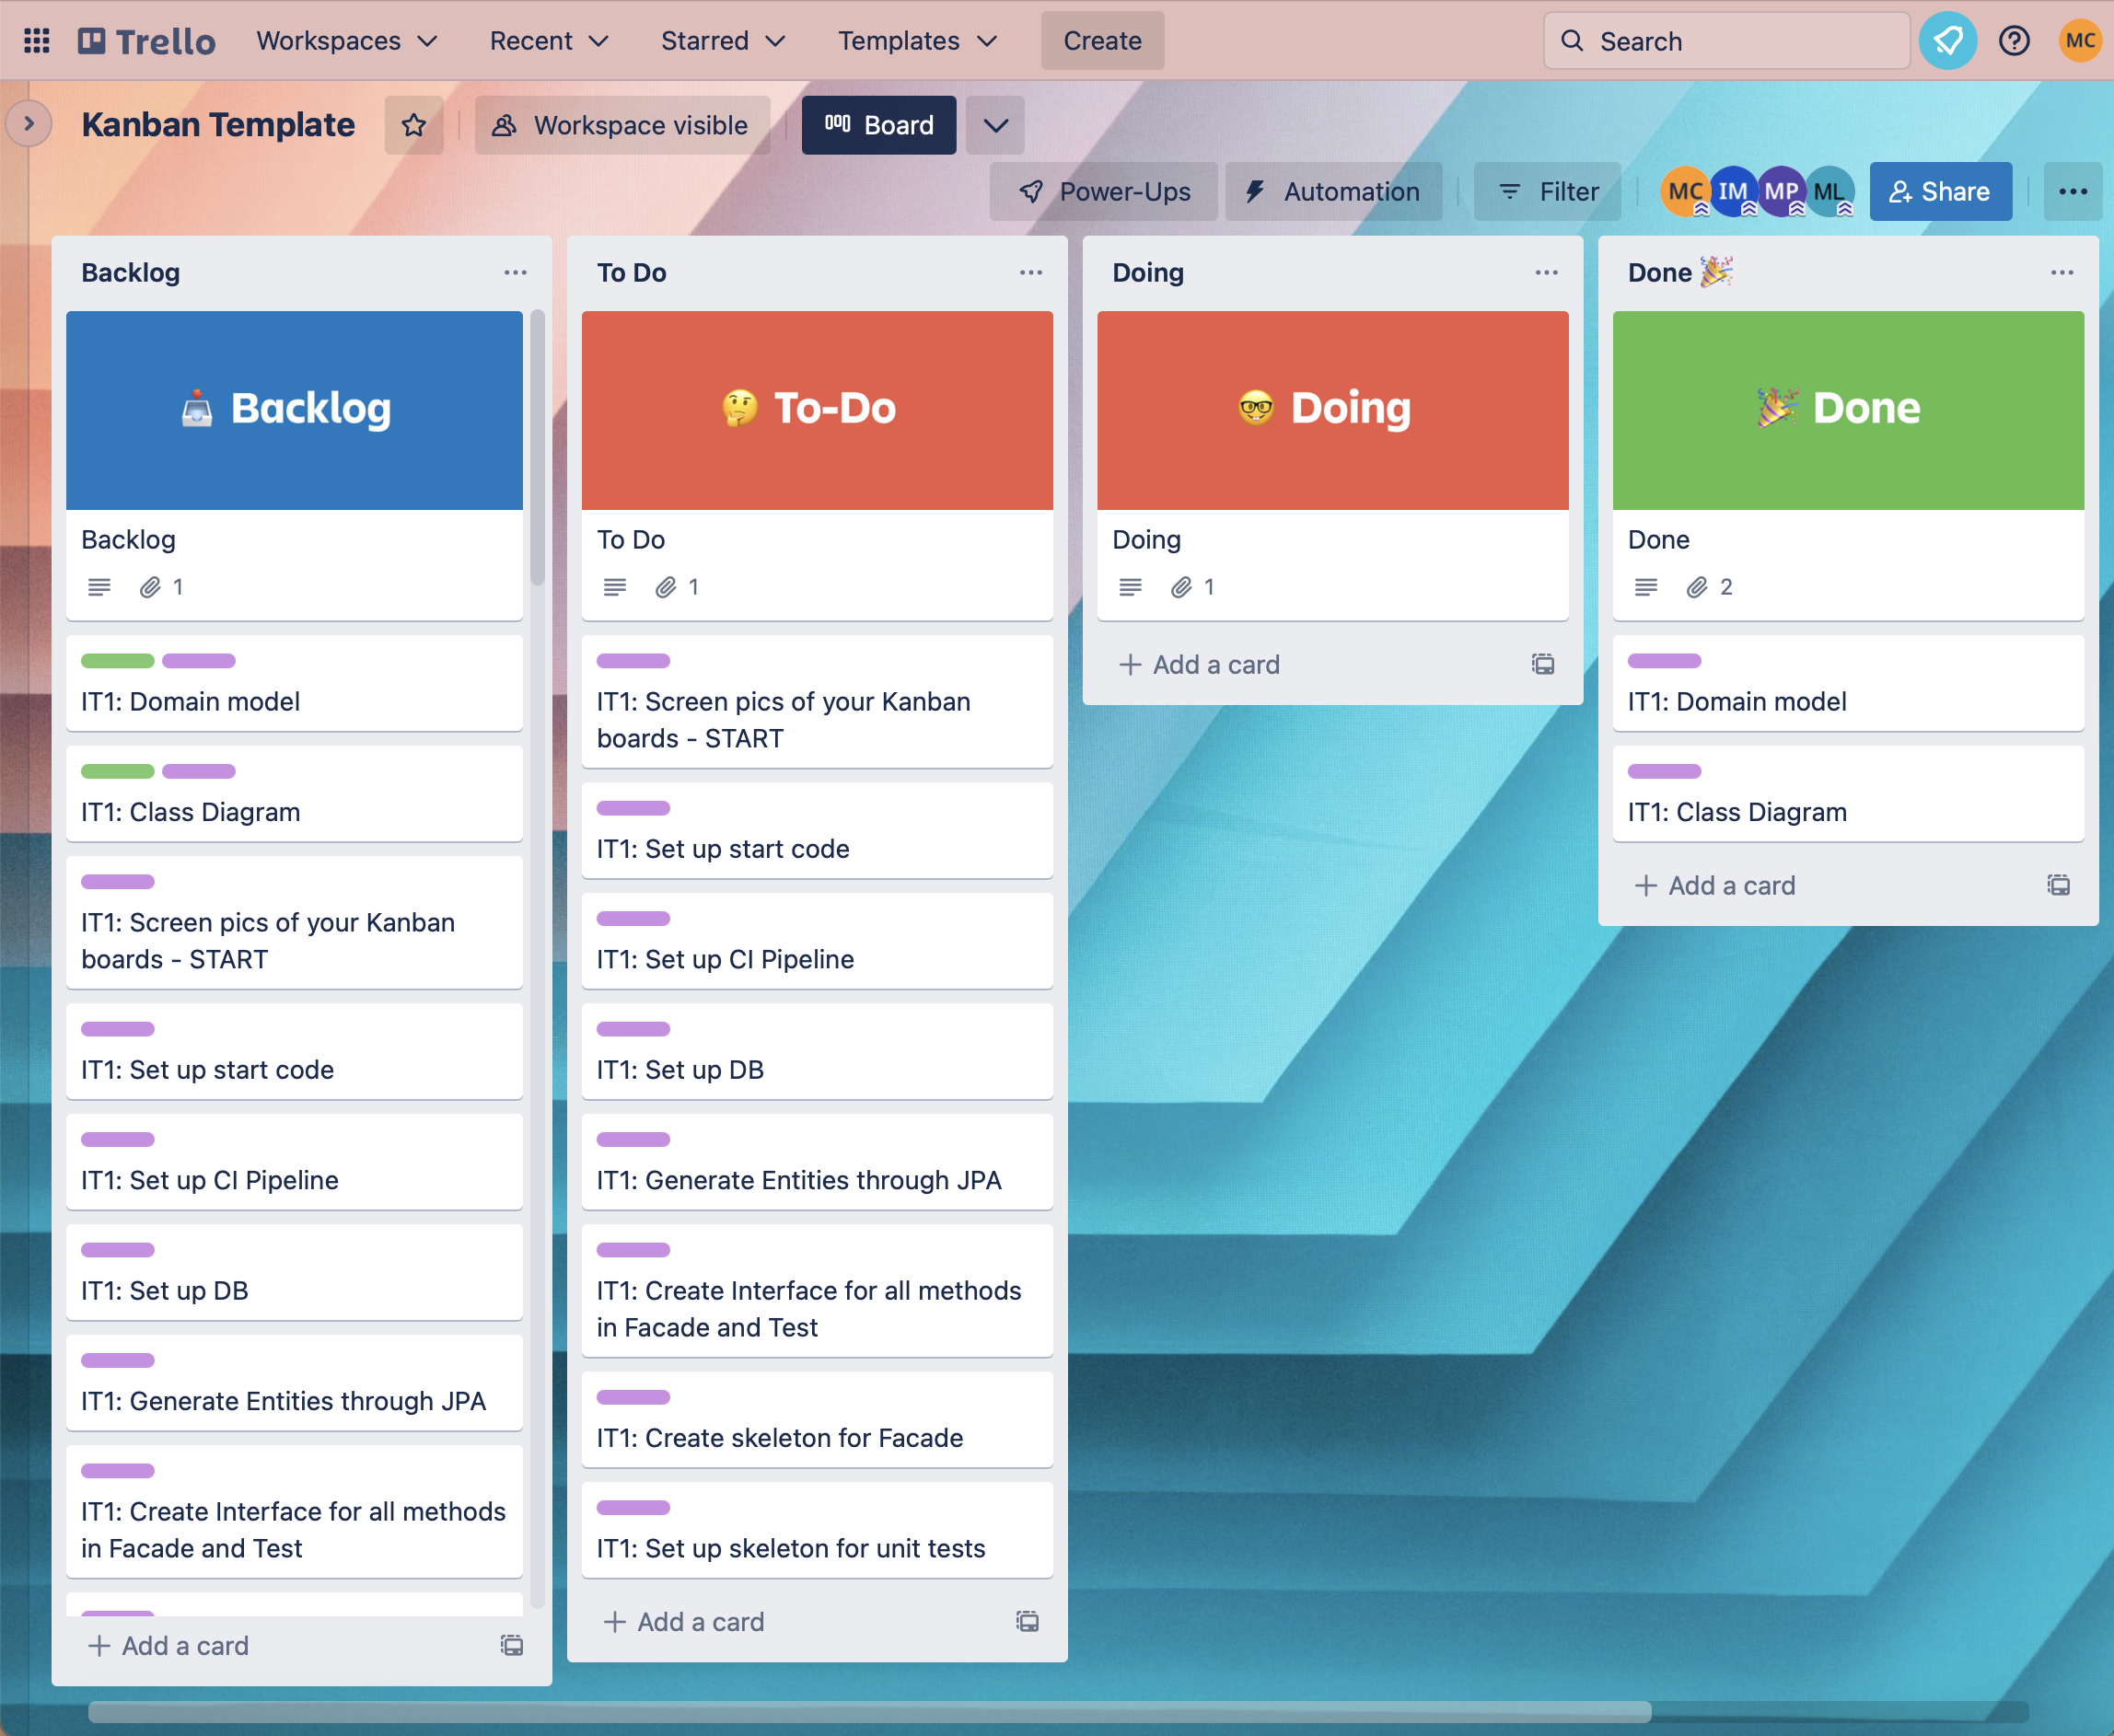 Trello
Workspaces
Recent
Starred
Templates
Create
Search
MC
Kanban Template
Workspace visible
Board
Power-Ups
Automation
Filter
MC
IM
MP
ML
Share
Backlog
Backlog
Backlog
1
IT1: Domain model
IT1: Class Diagram
IT1: Screen pics of your Kanban
boards - START
IT1: Set up start code
IT1: Set up CI Pipeline
IT1: Set up DB
IT1: Generate Entities through JPA
IT1: Create Interface for all methods
in Facade and Test
Add a card
To Do
To-Do
To Do
1
IT1: Screen pics of your Kanban
boards - START
IT1: Set up start code
IT1: Set up CI Pipeline
IT1: Set up DB
IT1: Generate Entities through JPA
IT1: Create Interface for all methods
in Facade and Test
IT1: Create skeleton for Facade
IT1: Set up skeleton for unit tests
Add a card
Doing
Doing
Doing
1
Add a card
Done 🎉
Done
Done
2
IT1: Domain model
IT1: Class Diagram
Add a card